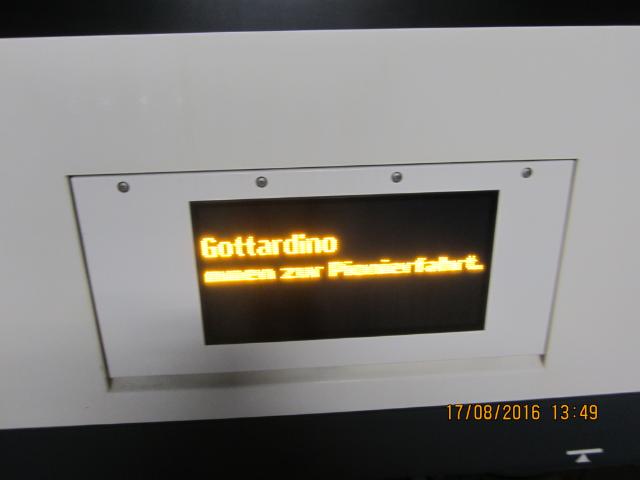 Gottardino
zur Pionierfahrt.
17/08/2016 13:49